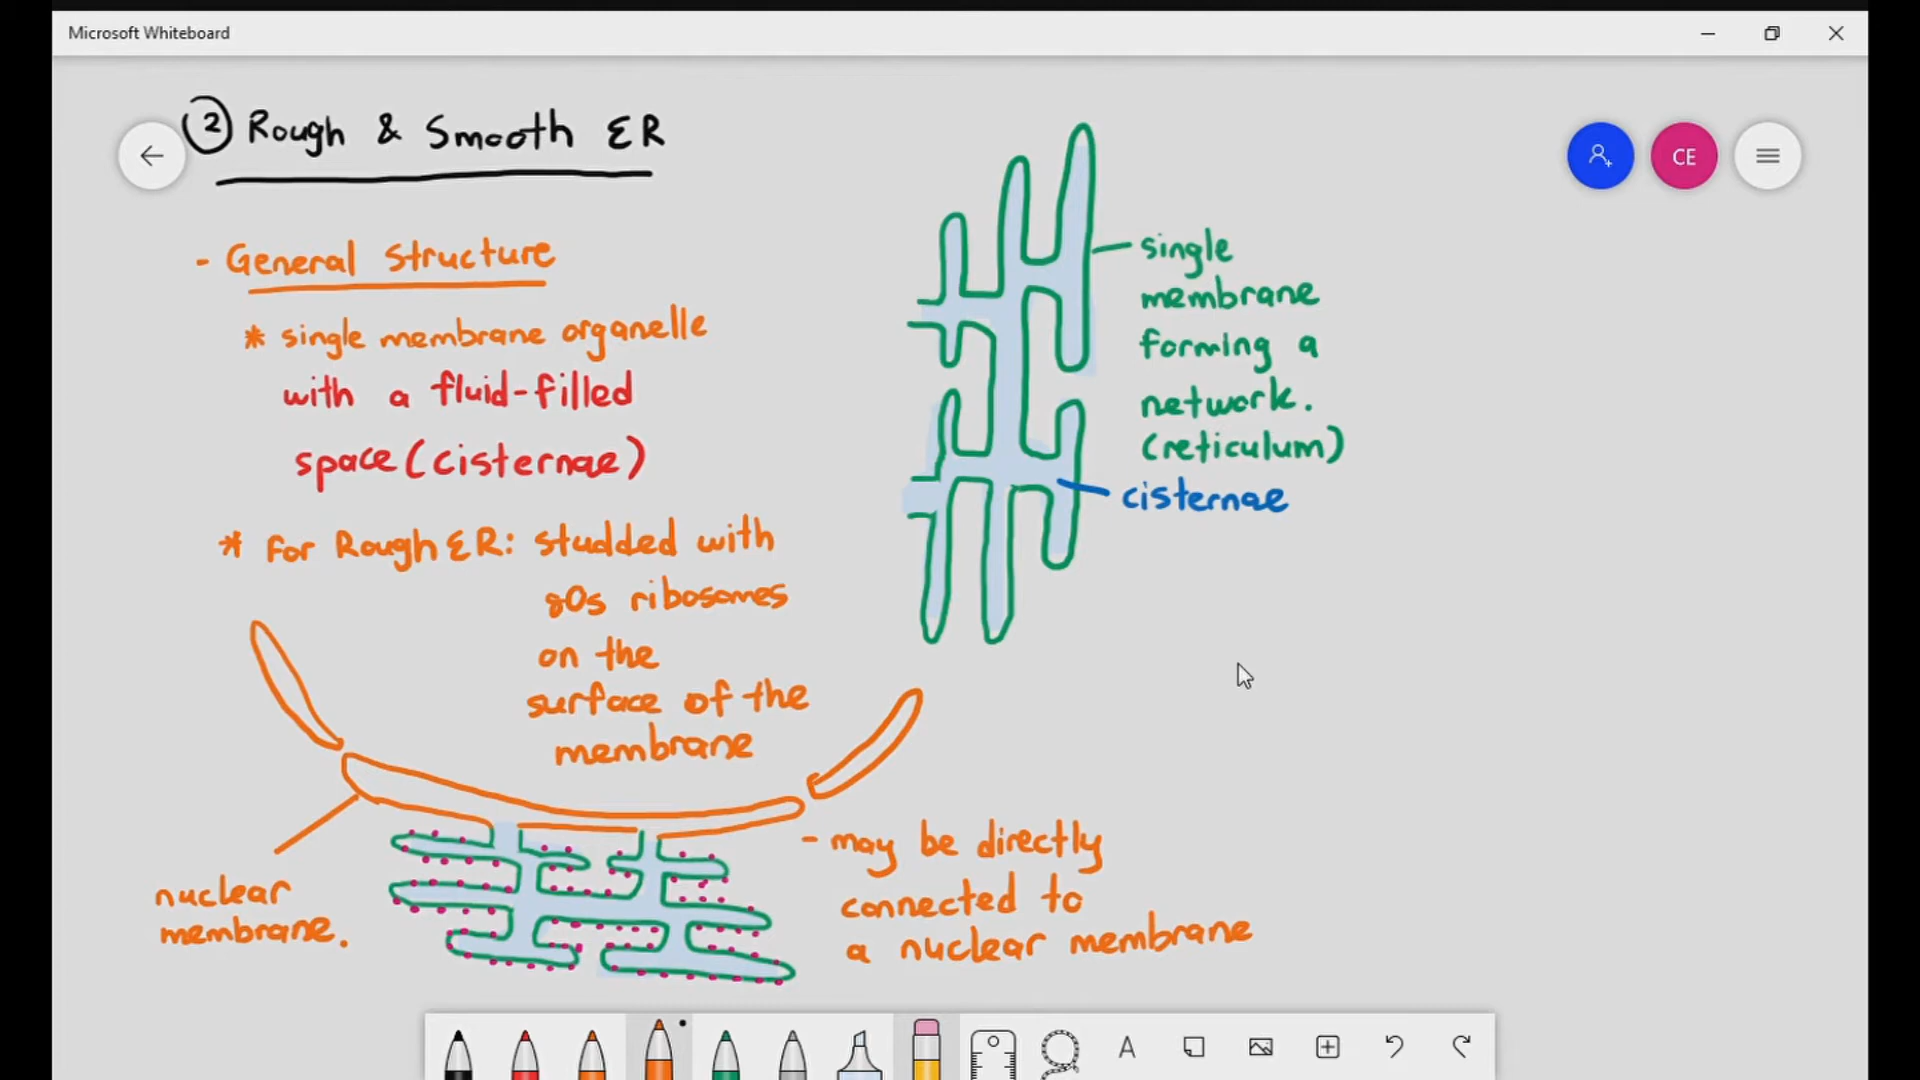 Microsoft Whiteboard
② Rough & Smooth ER
CE
- General Structure
* single membrane organelle
with a fluid-filled
space (cisternae)
* For Rough ER: studded with
80s ribosomes
on the
surface of the
membrane
single
membrane
forming a
network.
(reticulum)
cisternae
nuclear
membrane.
- may be directly
connected to
a nuclear membrane
A